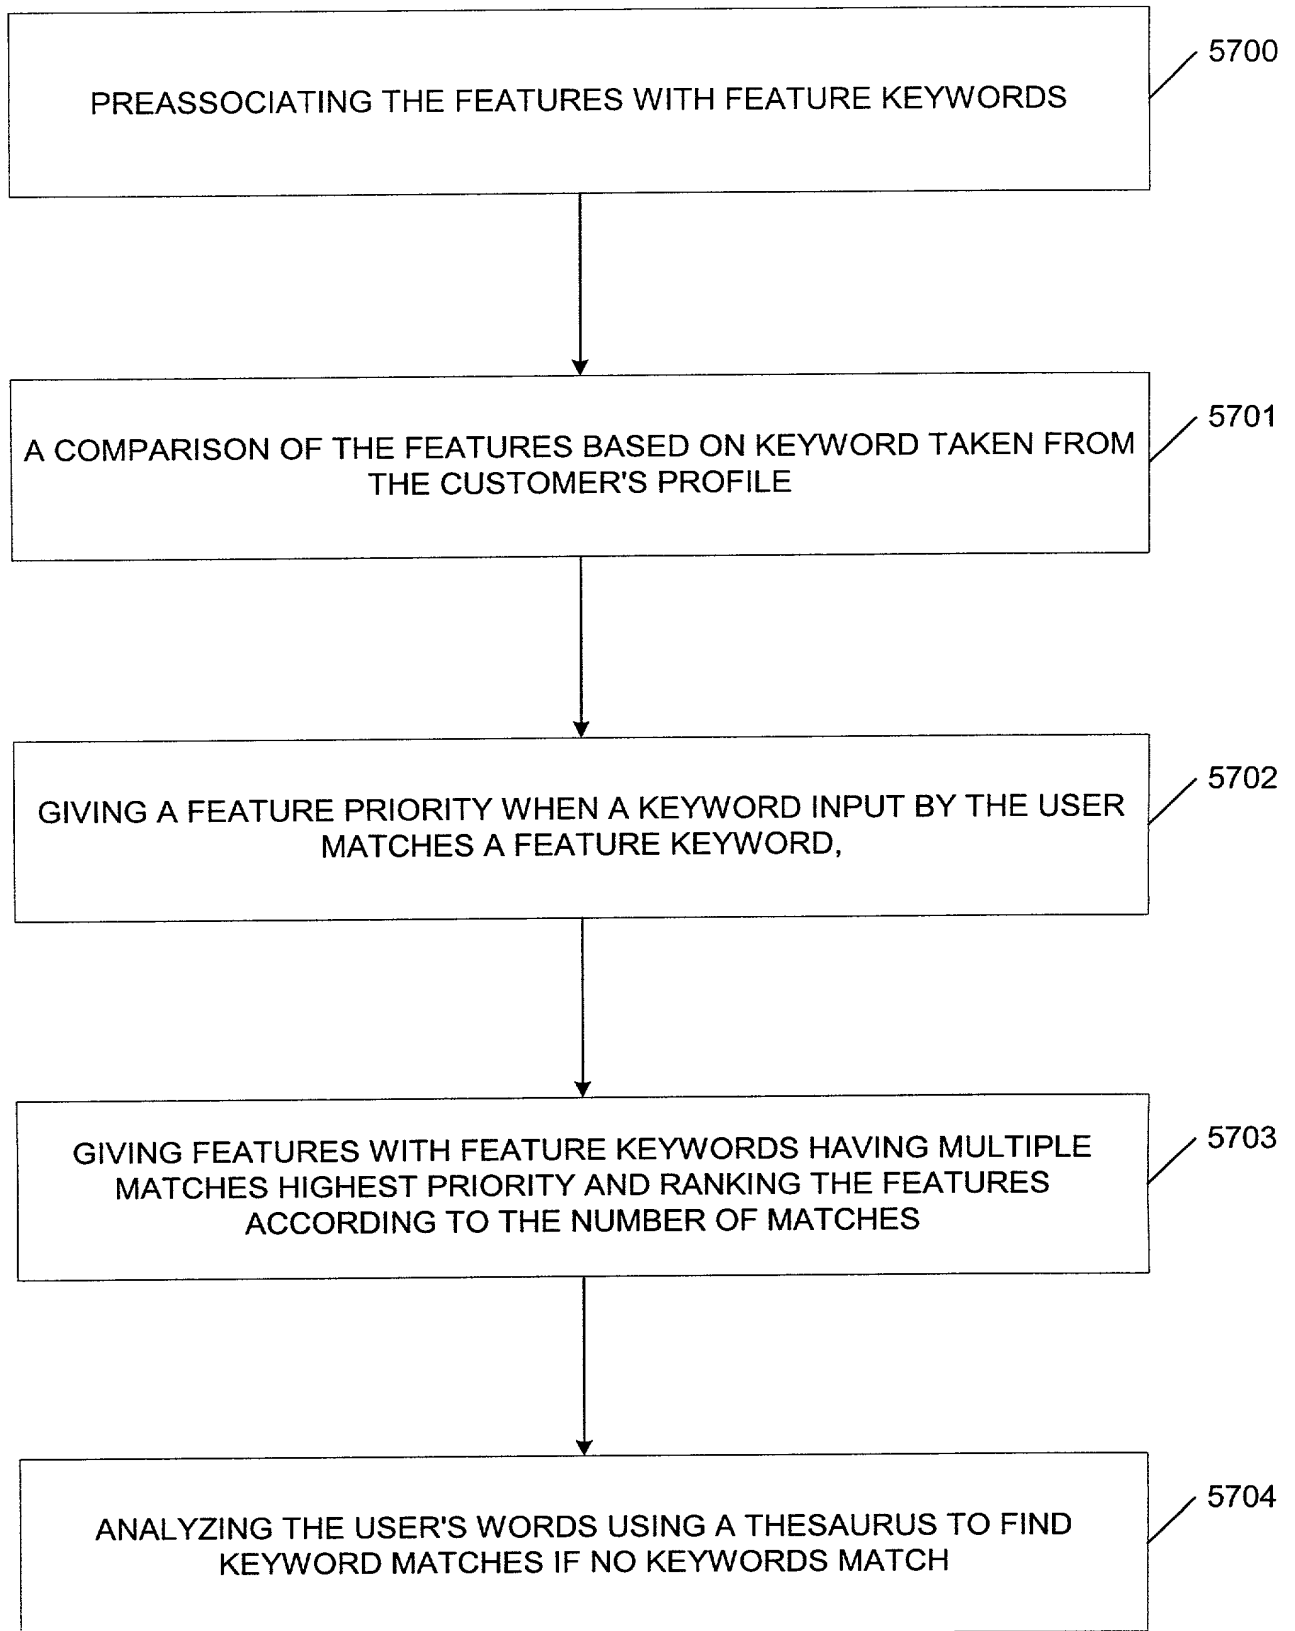 PREASSOCIATING THE FEATURES WITH FEATURE KEYWORDS
5700
A COMPARISON OF THE FEATURES BASED ON KEYWORD TAKEN FROM
THE CUSTOMER'S PROFILE
5701
GIVING A FEATURE PRIORITY WHEN A KEYWORD INPUT BY THE USER
MATCHES A FEATURE KEYWORD,
5702
GIVING FEATURES WITH FEATURE KEYWORDS HAVING MULTIPLE
MATCHES HIGHEST PRIORITY AND RANKING THE FEATURES
ACCORDING TO THE NUMBER OF MATCHES
5703
ANALYZING THE USER'S WORDS USING A THESAURUS TO FIND
KEYWORD MATCHES IF NO KEYWORDS MATCH
5704